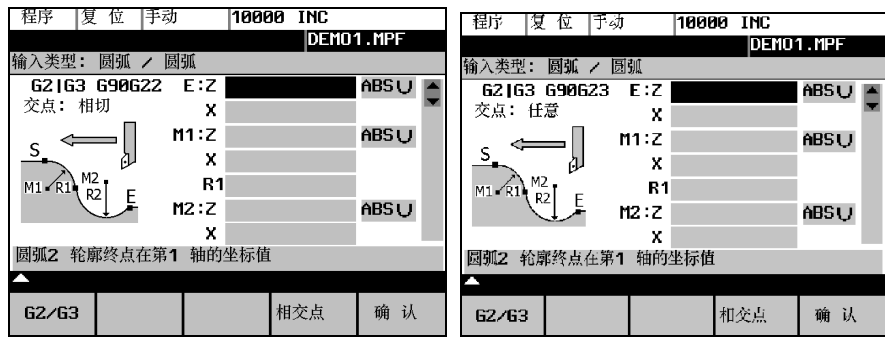 程序 复 位 手动 10000 INC
DEMO1.MPF
输入类型: 圆弧 / 圆弧
G2|G3 G90G22 E:Z ABS
交点: 相切 X
M1:Z ABS
S X
M1 R1 M2 R2 E R1
M2:Z ABS
X
圆弧2 轮廓终点在第1 轴的坐标值
G2/G3 相交点 确 认
程序 复 位 手动 10000 INC
DEMO1.MPF
输入类型: 圆弧 / 圆弧
G2|G3 G90G23 E:Z ABS
交点: 任意 X
M1:Z ABS
S X
M1 R1 M2 R2 E R1
M2:Z ABS
X
圆弧2 轮廓终点在第1 轴的坐标值
G2/G3 相交点 确 认